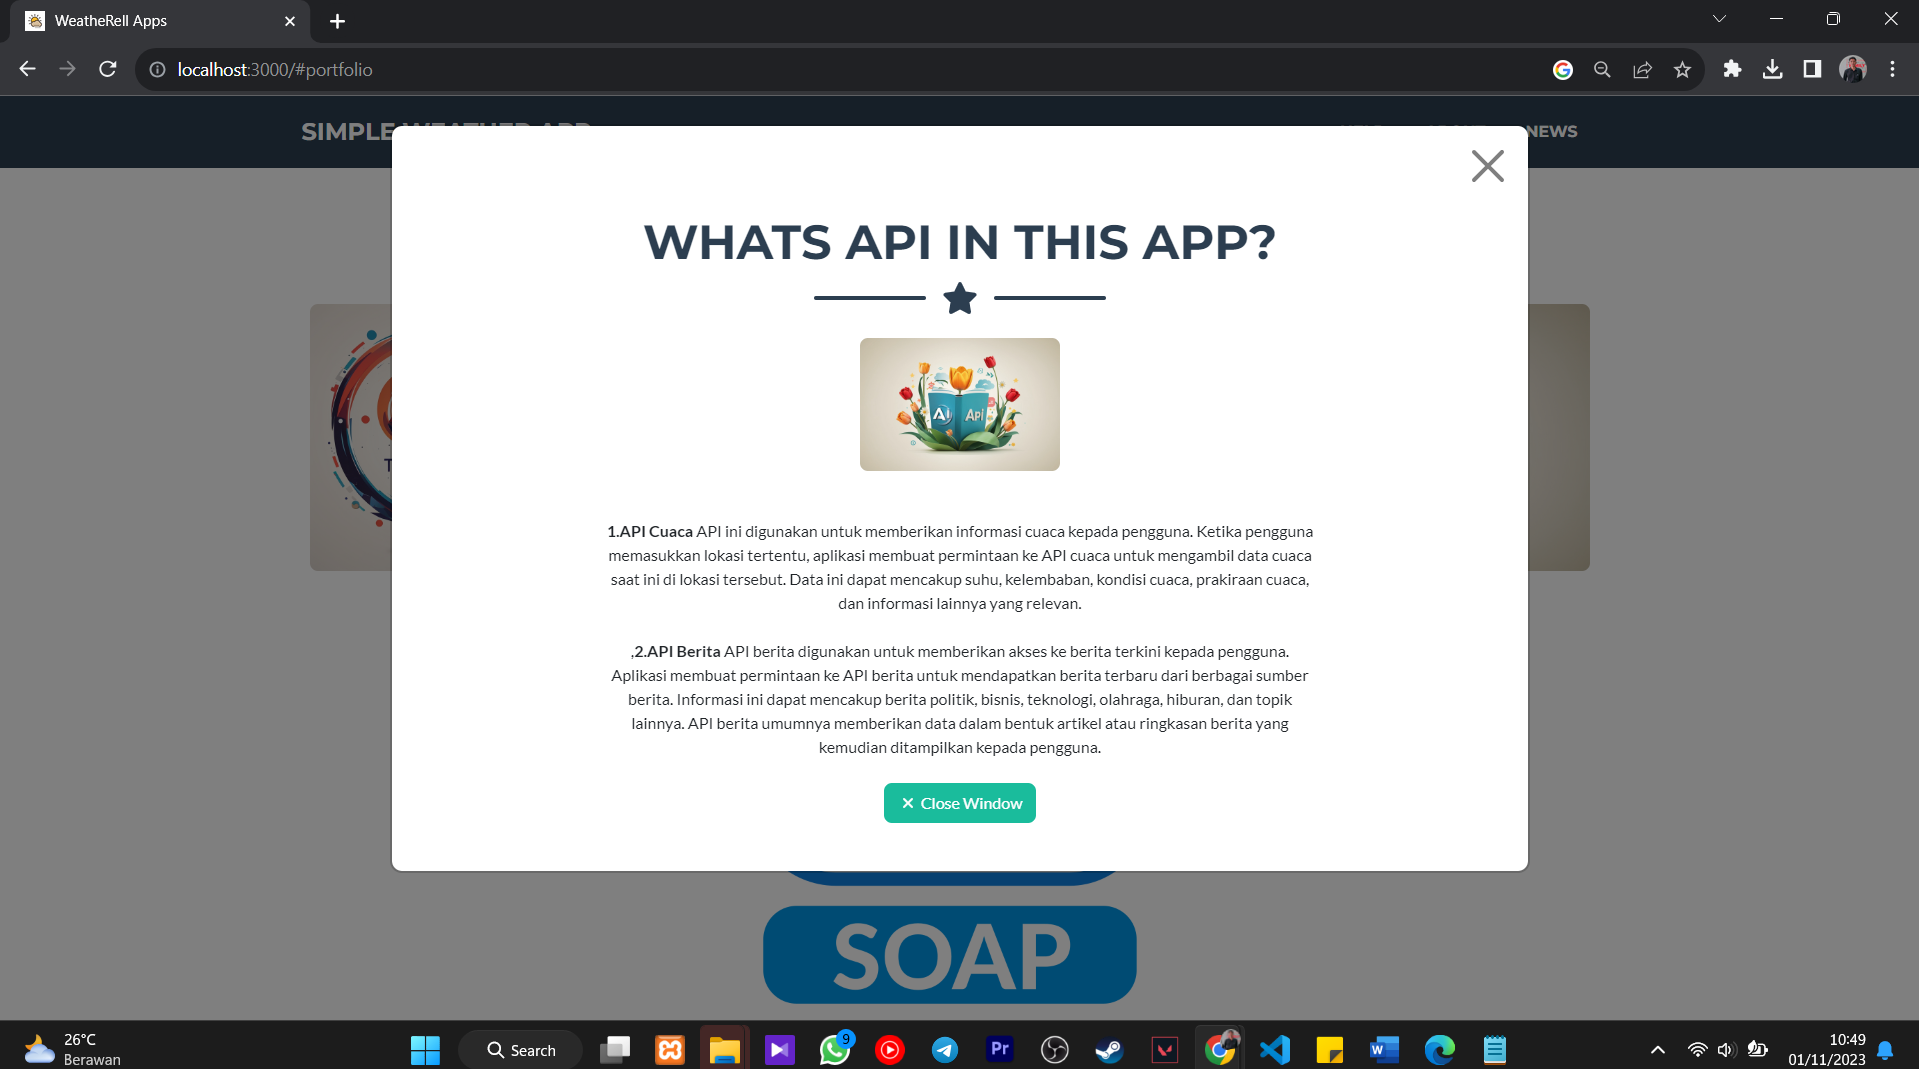 WeatheRell Apps
localhost:3000/#portfolio
SIMPLE WEATHER APP
NEWS
WHATS API IN THIS APP?
Ai Api
1.API Cuaca API ini digunakan untuk memberikan informasi cuaca kepada pengguna. Ketika pengguna
memasukkan lokasi tertentu, aplikasi membuat permintaan ke API cuaca untuk mengambil data cuaca
saat ini di lokasi tersebut. Data ini dapat mencakup suhu, kelembaban, kondisi cuaca, prakiraan cuaca,
dan informasi lainnya yang relevan.
,2.API Berita API berita digunakan untuk memberikan akses ke berita terkini kepada pengguna.
Aplikasi membuat permintaan ke API berita untuk mendapatkan berita terbaru dari berbagai sumber
berita. Informasi ini dapat mencakup berita politik, bisnis, teknologi, olahraga, hiburan, dan topik
lainnya. API berita umumnya memberikan data dalam bentuk artikel atau ringkasan berita yang
kemudian ditampilkan kepada pengguna.
Close Window
SOAP
26°C
Berawan
Search
9
Pr
10:49
01/11/2023